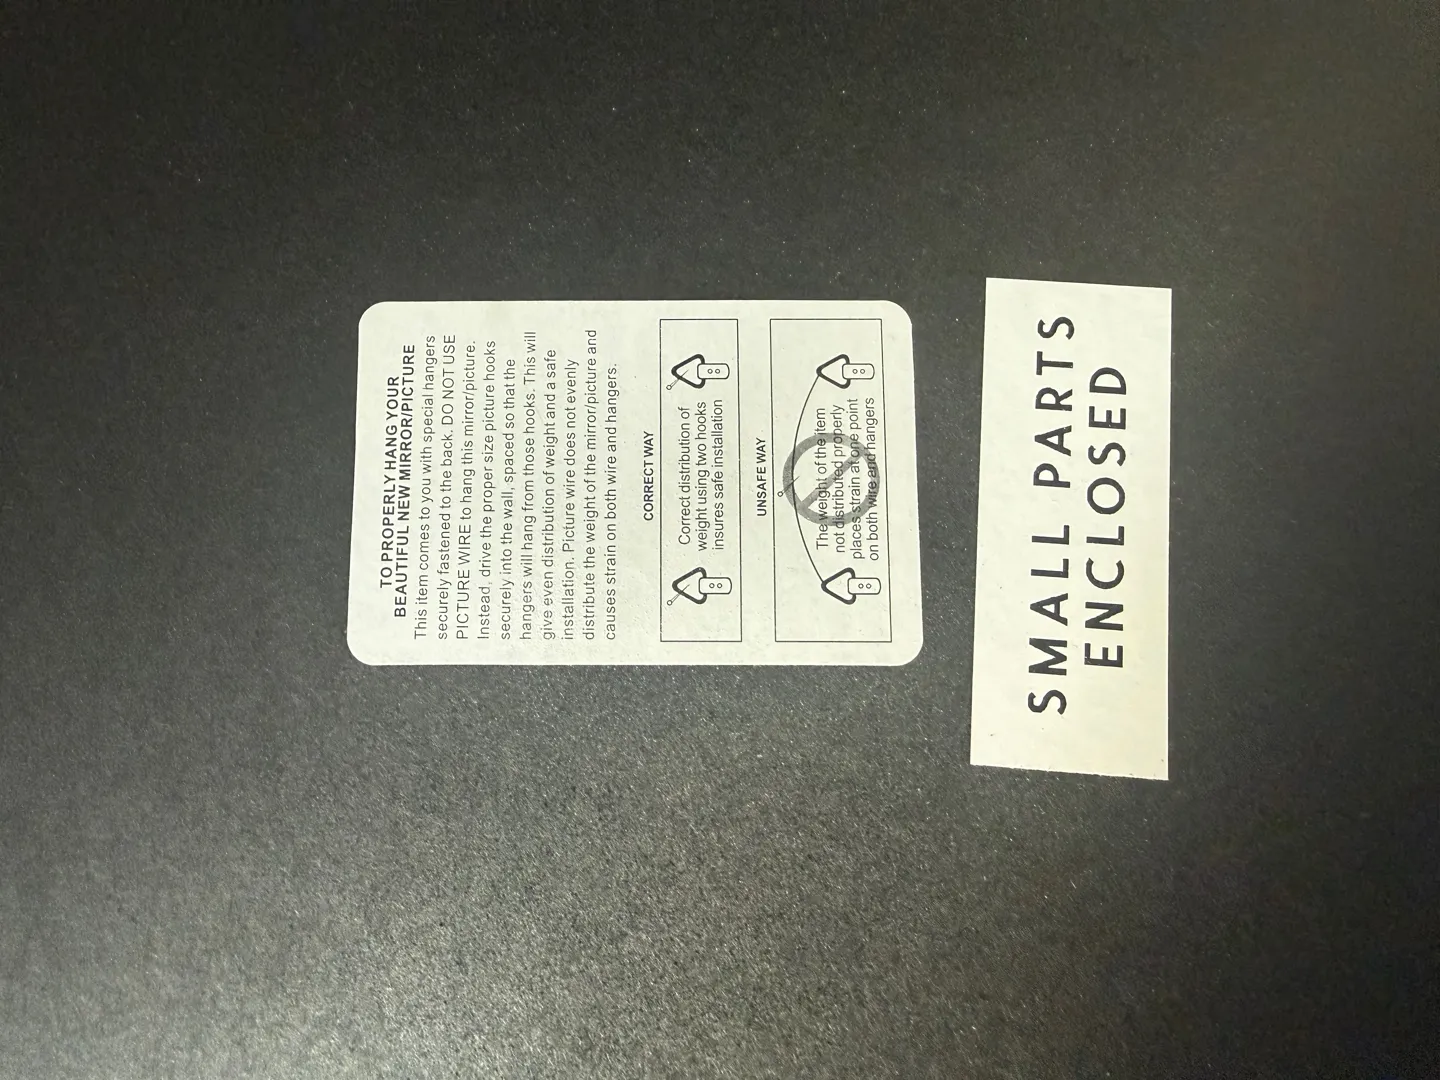 TO PROPERLY HANG YOUR
BEAUTIFUL NEW MIRROR/PICTURE
This item comes to you with special hangers
securely fastened to the back. DO NOT USE
PICTURE WIRE to hang this mirror/picture.
Instead, drive the proper size picture hooks
securely into the wall, spaced so that the
hangers will hang from those hooks. This will
give even distribution of weight and a safe
installation. Picture wire does not evenly
distribute the weight of the mirror/picture and
causes strain on both wire and hangers.
CORRECT WAY
Correct distribution of
weight using two hooks
insures safe installation
UNSAFE WAY
The weight of the item
not distributed properly
places strain at one point
on both wire and hangers
SMALL PARTS
ENCLOSED